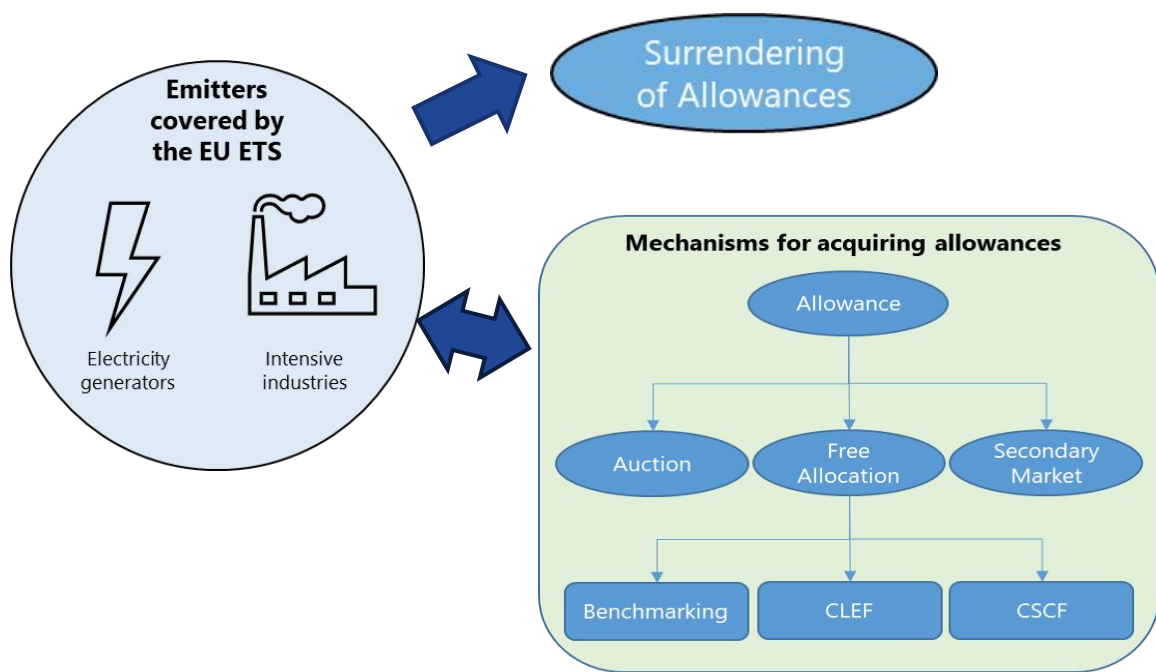 Emitters
covered by
the EU ETS
Electricity
generators
Intensive
industries
Surrendering
of Allowances
Mechanisms for acquiring allowances
Allowance
Auction
Free
Allocation
Secondary
Market
Benchmarking
CLEF
CSCF